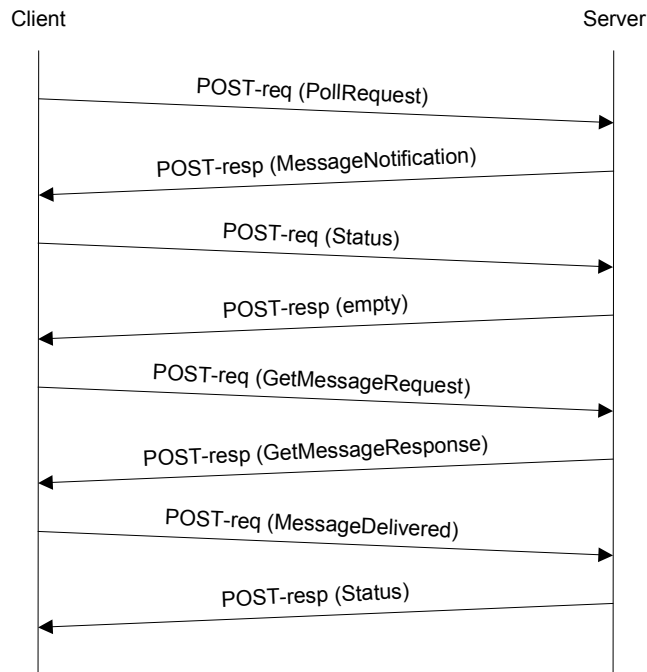 Client
Server
POST-req (PollRequest)
POST-resp (MessageNotification)
POST-req (Status)
POST-resp (empty)
POST-req (GetMessageRequest)
POST-resp (GetMessageResponse)
POST-req (MessageDelivered)
POST-resp (Status)